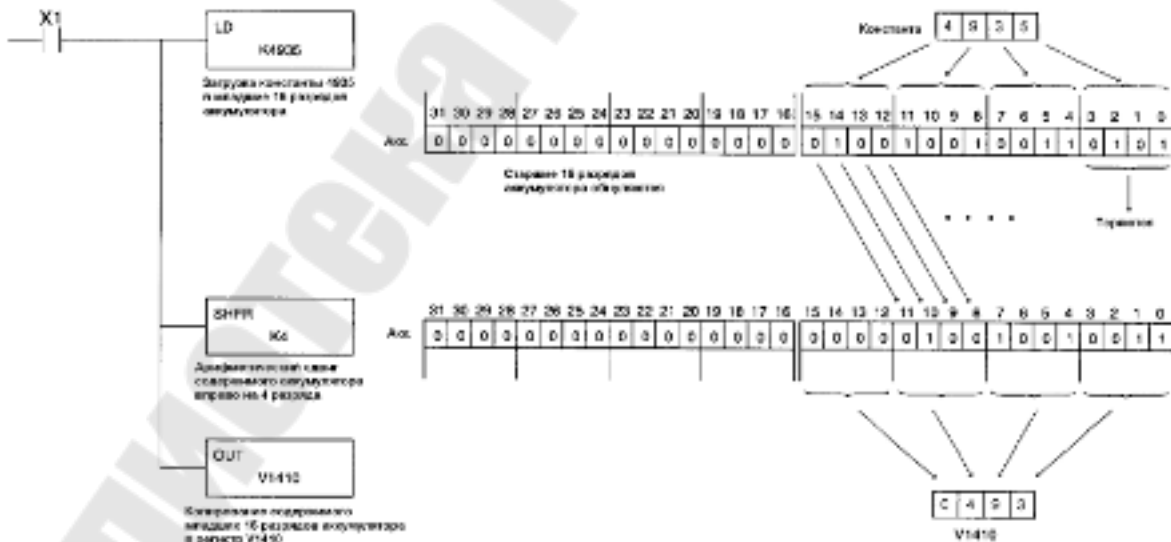 X1
LD
K4935
Загрузка константы 4935
в младшие 16 разрядов
аккумулятора
Константа 4 9 3 5
31 30 29 28 27 26 25 24 23 22 21 20 19 18 17 16 15 14 13 12 11 10 9 8 7 6 5 4 3 2 1 0
Акк. 0 0 0 0 0 0 0 0 0 0 0 0 0 0 0 0 0 1 0 0 1 0 0 1 0 0 1 1 0 1 0 1
Старшие 16 разрядов
аккумулятора обнуляются
Теряются
SHFR
K4
Арифметический сдвиг
содержимого аккумулятора
вправо на 4 разряда
31 30 29 28 27 26 25 24 23 22 21 20 19 18 17 16 15 14 13 12 11 10 9 8 7 6 5 4 3 2 1 0
Акк. 0 0 0 0 0 0 0 0 0 0 0 0 0 0 0 0 0 0 0 0 0 1 0 0 1 0 0 1 0 0 1 1
OUT
V1410
Копирование содержимого
младших 16 разрядов аккумулятора
в регистр V1410
0 4 9 3
V1410